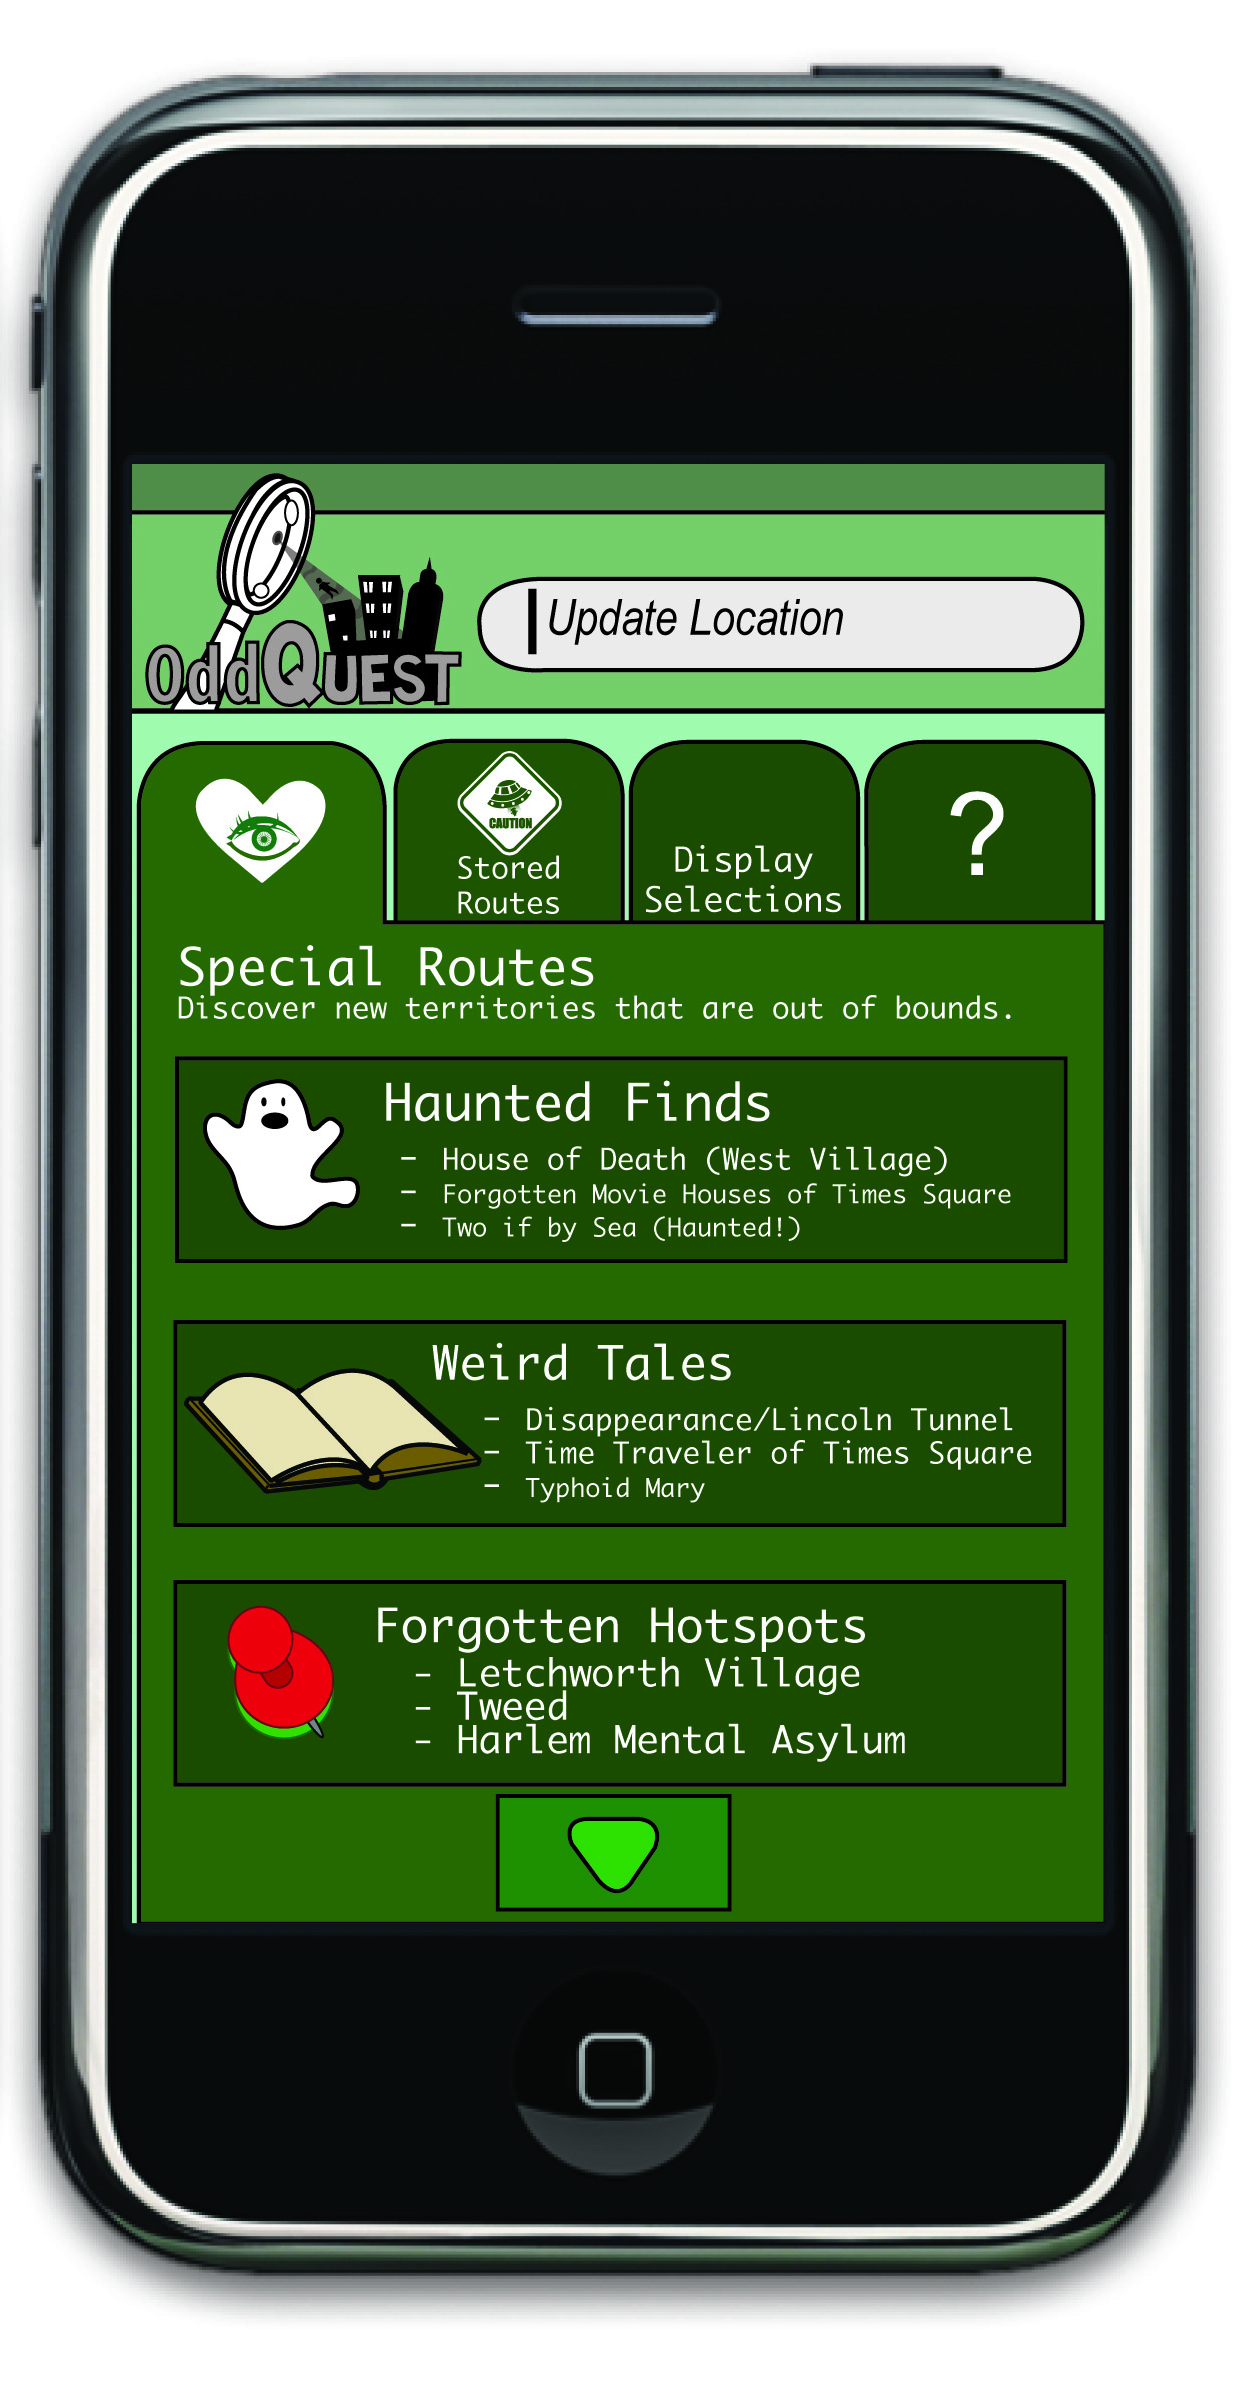 OddQuest
Update Location
CAUTION
Stored
Routes
Display
Selections
?
Special Routes
Discover new territories that are out of bounds.
Haunted Finds
- House of Death (West Village)
- Forgotten Movie Houses of Times Square
- Two if by Sea (Haunted!)
Weird Tales
- Disappearance/Lincoln Tunnel
- Time Traveler of Times Square
- Typhoid Mary
Forgotten Hotspots
- Letchworth Village
- Tweed
- Harlem Mental Asylum